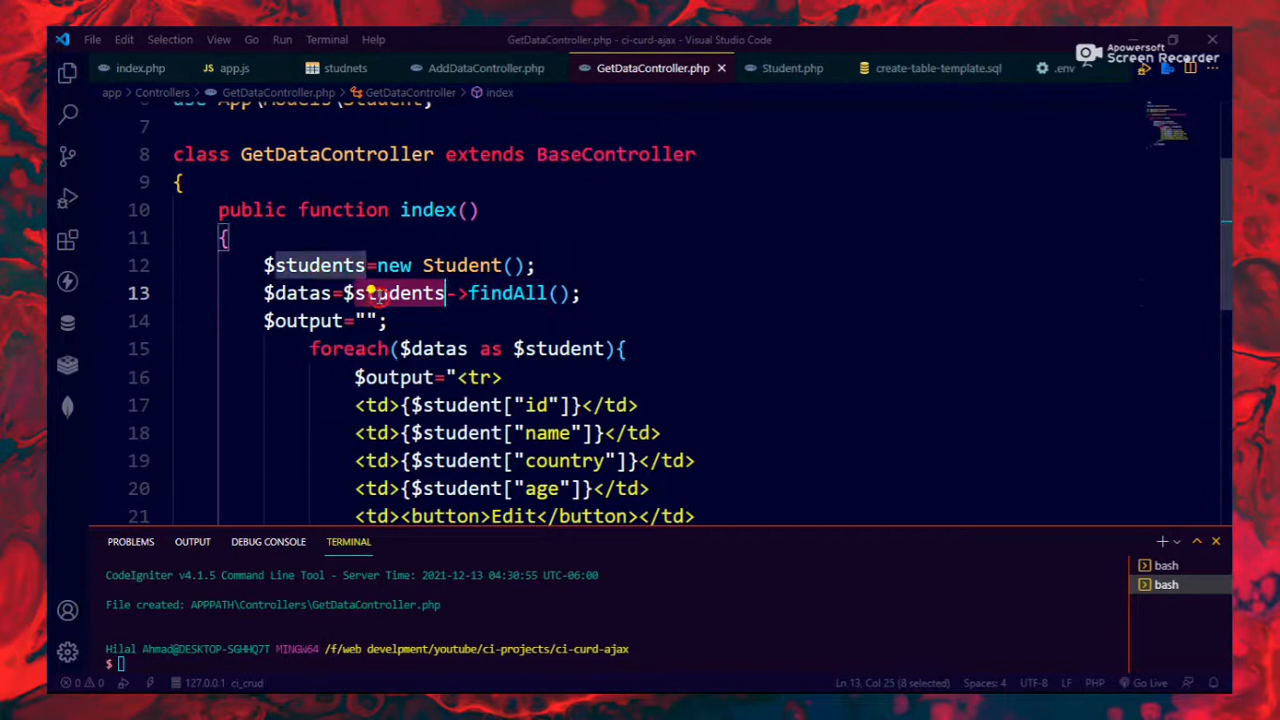 File Edit Selection View Go Run Terminal Help GetDataController.php - ci-curd-ajax - Visual Studio Code
Apowersoft
Screen Recorder
index.php app.js studnets AddDataController.php GetDataController.php Student.php create-table-template.sql .env
app > Controllers > GetDataController.php > GetDataController > index
use App\Models\Student;
7
8 class GetDataController extends BaseController
9 {
10 public function index()
11 {
12 $students=new Student();
13 $datas=$students->findAll();
14 $output="";
15 foreach($datas as $student){
16 $output="<tr>
17 <td>{$student["id"]}</td>
18 <td>{$student["name"]}</td>
19 <td>{$student["country"]}</td>
20 <td>{$student["age"]}</td>
21 <td><button>Edit</button></td>
PROBLEMS OUTPUT DEBUG CONSOLE TERMINAL
CodeIgniter v4.1.5 Command Line Tool - Server Time: 2021-12-13 04:30:55 UTC-06:00
bash
bash
File created: APPPATH\Controllers\GetDataController.php
Hilal Ahmad@DESKTOP-SGHHQ7T MINGW64 /f/web develpment/youtube/ci-projects/ci-curd-ajax
$
0 0 127.0.0.1 ci_crud Ln 13, Col 25 (8 selected) Spaces: 4 UTF-8 LF PHP Go Live